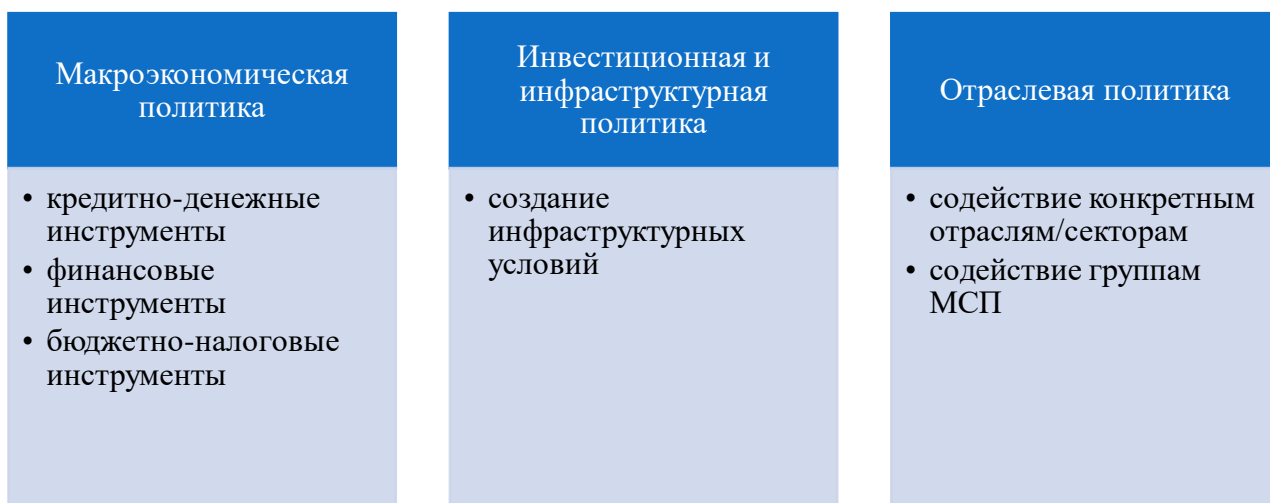 Макроэкономическая
политика
• кредитно-денежные
инструменты
• финансовые
инструменты
• бюджетно-налоговые
инструменты
Инвестиционная и
инфраструктурная
политика
• создание
инфраструктурных
условий
Отраслевая политика
• содействие конкретным
отраслям/секторам
• содействие группам
МСП